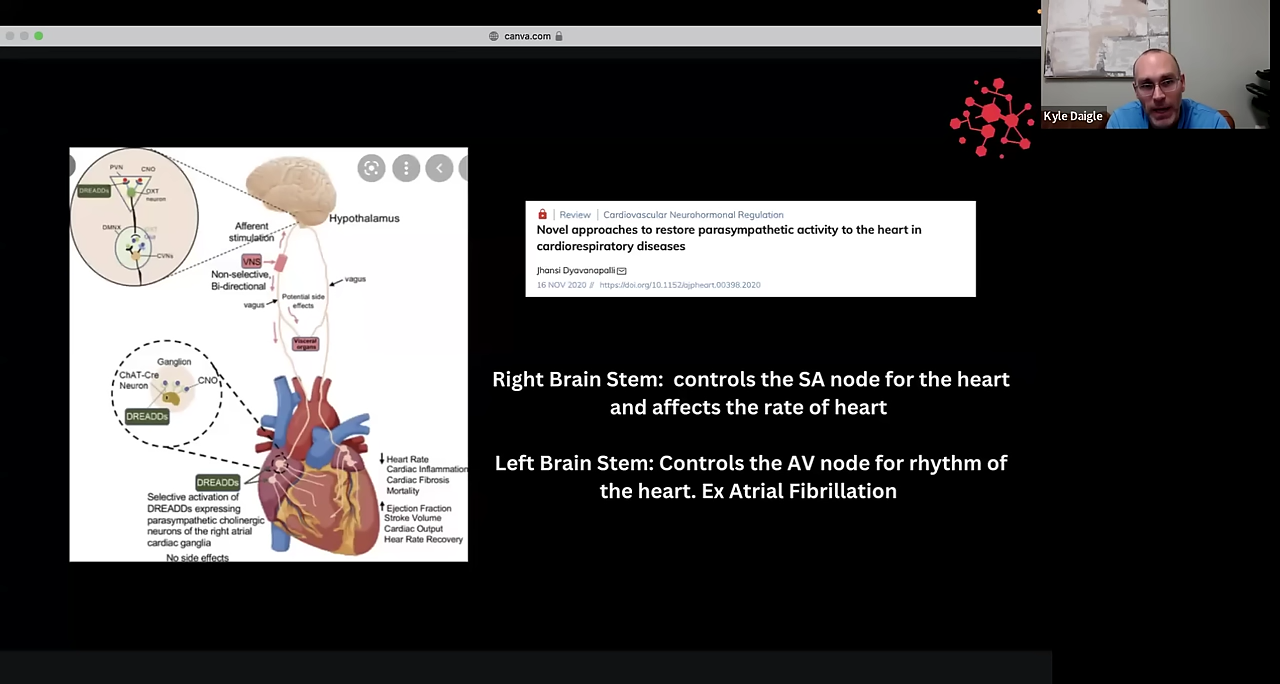 canva.com
Kyle Daigle
PVN
CNO
DREADDs
OXT
neuron
DMNX
CVNs
Hypothalamus
Afferent
stimulation
VNS
Non-selective,
Bi-directional
vagus
vagus
Potential side
effects
Visceral
organs
Ganglion
ChAT-Cre
Neuron
CNO
DREADDs
DREADDs
Selective activation of
DREADDs expressing
parasympathetic cholinergic
neurons of the right atrial
cardiac ganglia
No side effects
Heart Rate
Cardiac Inflammation
Cardiac Fibrosis
Mortality
Ejection Fraction
Stroke Volume
Cardiac Output
Hear Rate Recovery
Review | Cardiovascular Neurohormonal Regulation
Novel approaches to restore parasympathetic activity to the heart in
cardiorespiratory diseases
Jhansi Dyavanapalli
16 NOV 2020 // https://doi.org/10.1152/ajpheart.00398.2020
Right Brain Stem: controls the SA node for the heart
and affects the rate of heart
Left Brain Stem: Controls the AV node for rhythm of
the heart. Ex Atrial Fibrillation